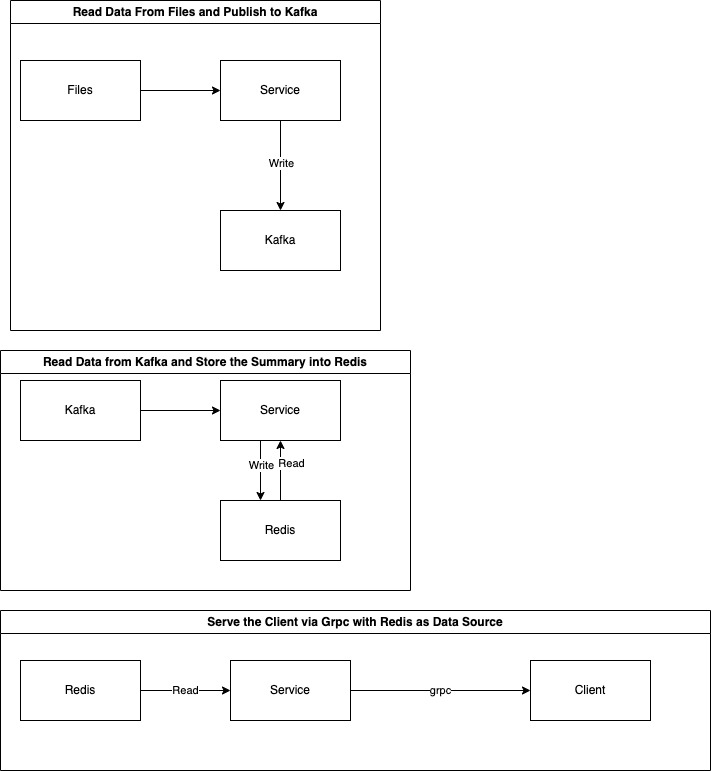 Read Data From Files and Publish to Kafka
Files
Service
Write
Kafka
Read Data from Kafka and Store the Summary into Redis
Kafka
Service
Write
Read
Redis
Serve the Client via Grpc with Redis as Data Source
Redis
Read
Service
grpc
Client